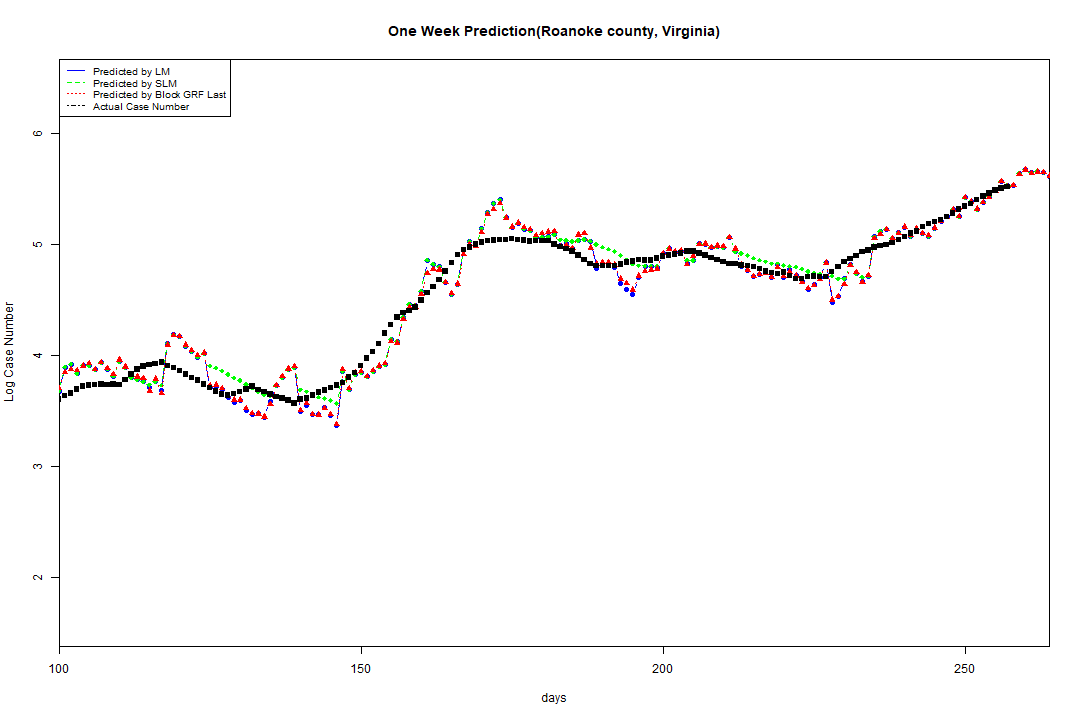 One Week Prediction(Roanoke county, Virginia)
Predicted by LM
Predicted by SLM
Predicted by Block GRF Last
Actual Case Number
Log Case Number
6
5
4
3
2
100 150 200 250
days